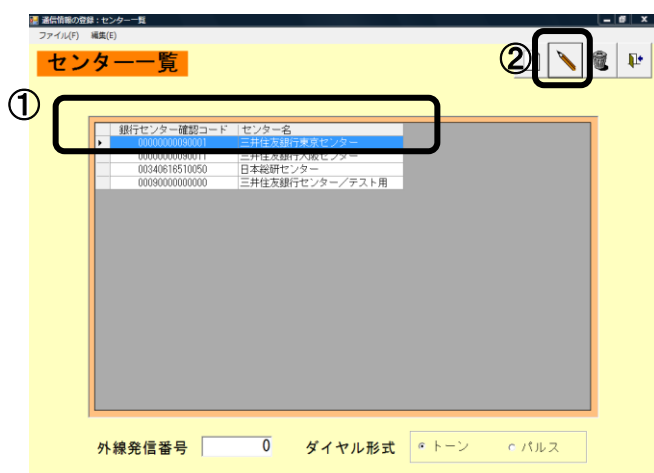 通信情報の登録：センター一覧
ファイル(F) 編集(E)
センター一覧
②
①
銀行センター確認コード センター名
00000000090001 三井住友銀行東京センター
00000000090011 三井住友銀行大阪センター
00340616510050 日本総研センター
00090000000000 三井住友銀行センター／テスト用
外線発信番号 0 ダイヤル形式 トーン パルス